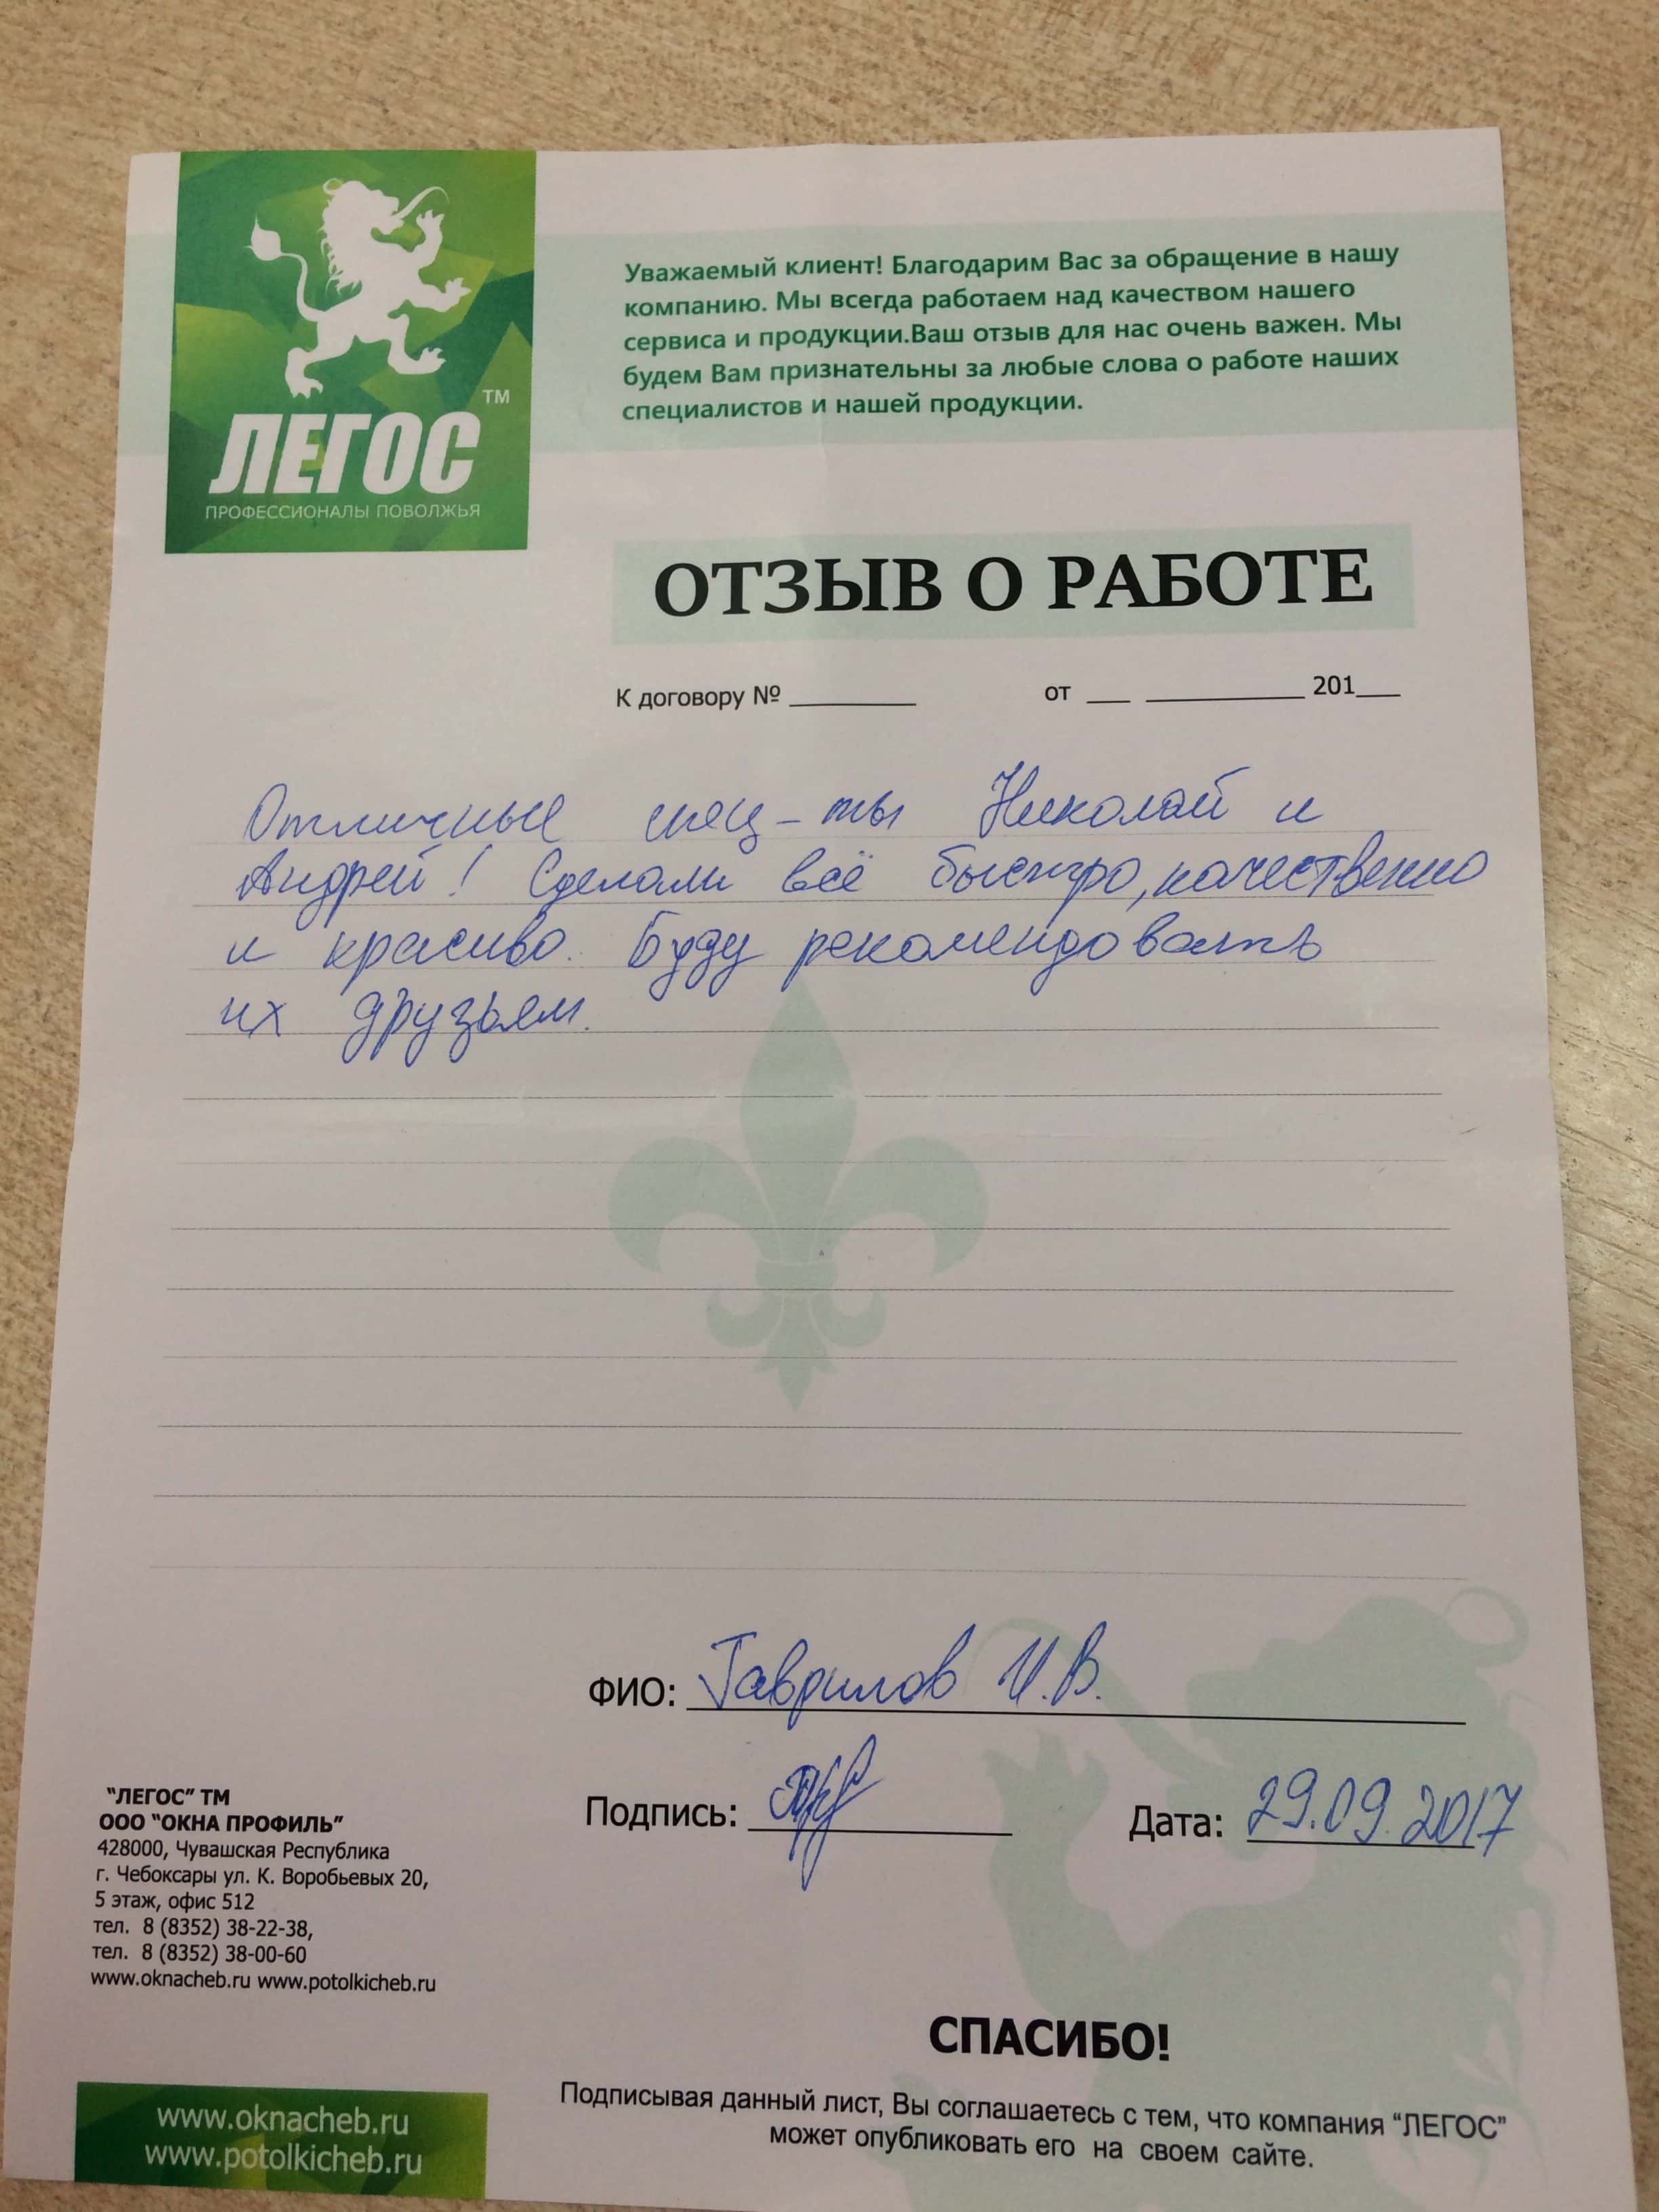 ЛЕГОС TM
ПРОФЕССИОНАЛЫ ПОВОЛЖЬЯ
Уважаемый клиент! Благодарим Вас за обращение в нашу
компанию. Мы всегда работаем над качеством нашего
сервиса и продукции.Ваш отзыв для нас очень важен. Мы
будем Вам признательны за любые слова о работе наших
специалистов и нашей продукции.
ОТЗЫВ О РАБОТЕ
К договору № ________ от __ ________ 201__
Отличные спец-ты Николай и
Андрей! Сделали всё быстро, качественно
и красиво. Буду рекомендовать
их друзьям.
ФИО: Гаврилов И.В.
Подпись: Дата: 29.09.2017
"ЛЕГОС" ТМ
ООО "ОКНА ПРОФИЛЬ"
428000, Чувашская Республика
г. Чебоксары ул. К. Воробьевых 20,
5 этаж, офис 512
тел. 8 (8352) 38-22-38,
тел. 8 (8352) 38-00-60
www.oknacheb.ru www.potolkicheb.ru
СПАСИБО!
Подписывая данный лист, Вы соглашаетесь с тем, что компания "ЛЕГОС"
может опубликовать его на своем сайте.
www.oknacheb.ru
www.potolkicheb.ru